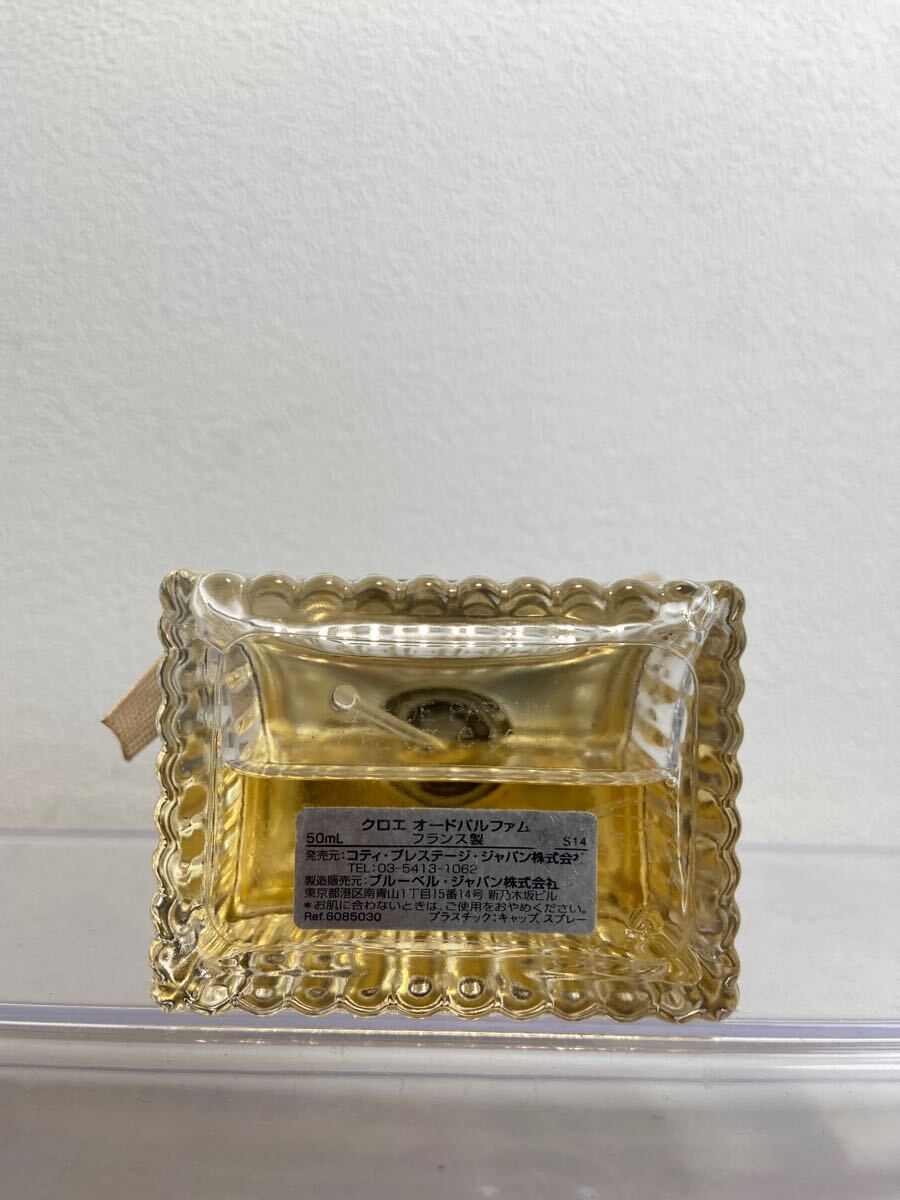 クロエ オードパルファム
50mL フランス製 S14
発売元:コティ・プレステージ・ジャパン株式会社
TEL:03-5413-1062
製造販売元:ブルーベル・ジャパン株式会社
東京都港区南青山1丁目15番14号 新乃木坂ビル
*お肌に合わないときは、ご使用をおやめください。
Ref.6085030 プラスチック:キャップ、スプレー